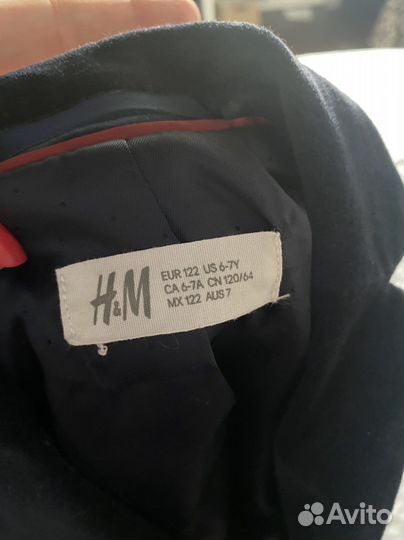 H&M
EUR 122 US 6-7Y
CA 6-7A CN 120/64
MX 122 AUS 7
Avito